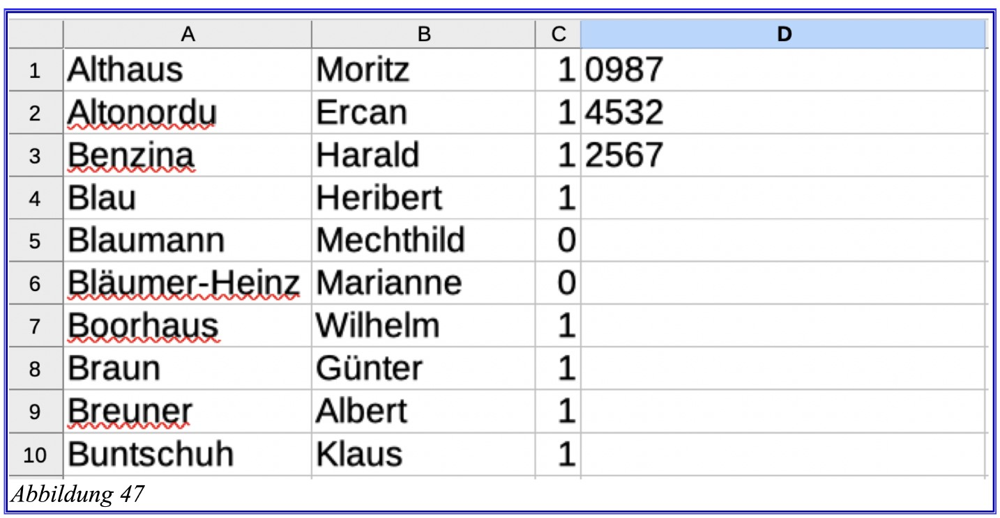 A B C D
1 Althaus Moritz 1 0987
2 Altonordu Ercan 1 4532
3 Benzina Harald 1 2567
4 Blau Heribert 1
5 Blaumann Mechthild 0
6 Bläumer-Heinz Marianne 0
7 Boorhaus Wilhelm 1
8 Braun Günter 1
9 Breuner Albert 1
10 Buntschuh Klaus 1
Abbildung 47